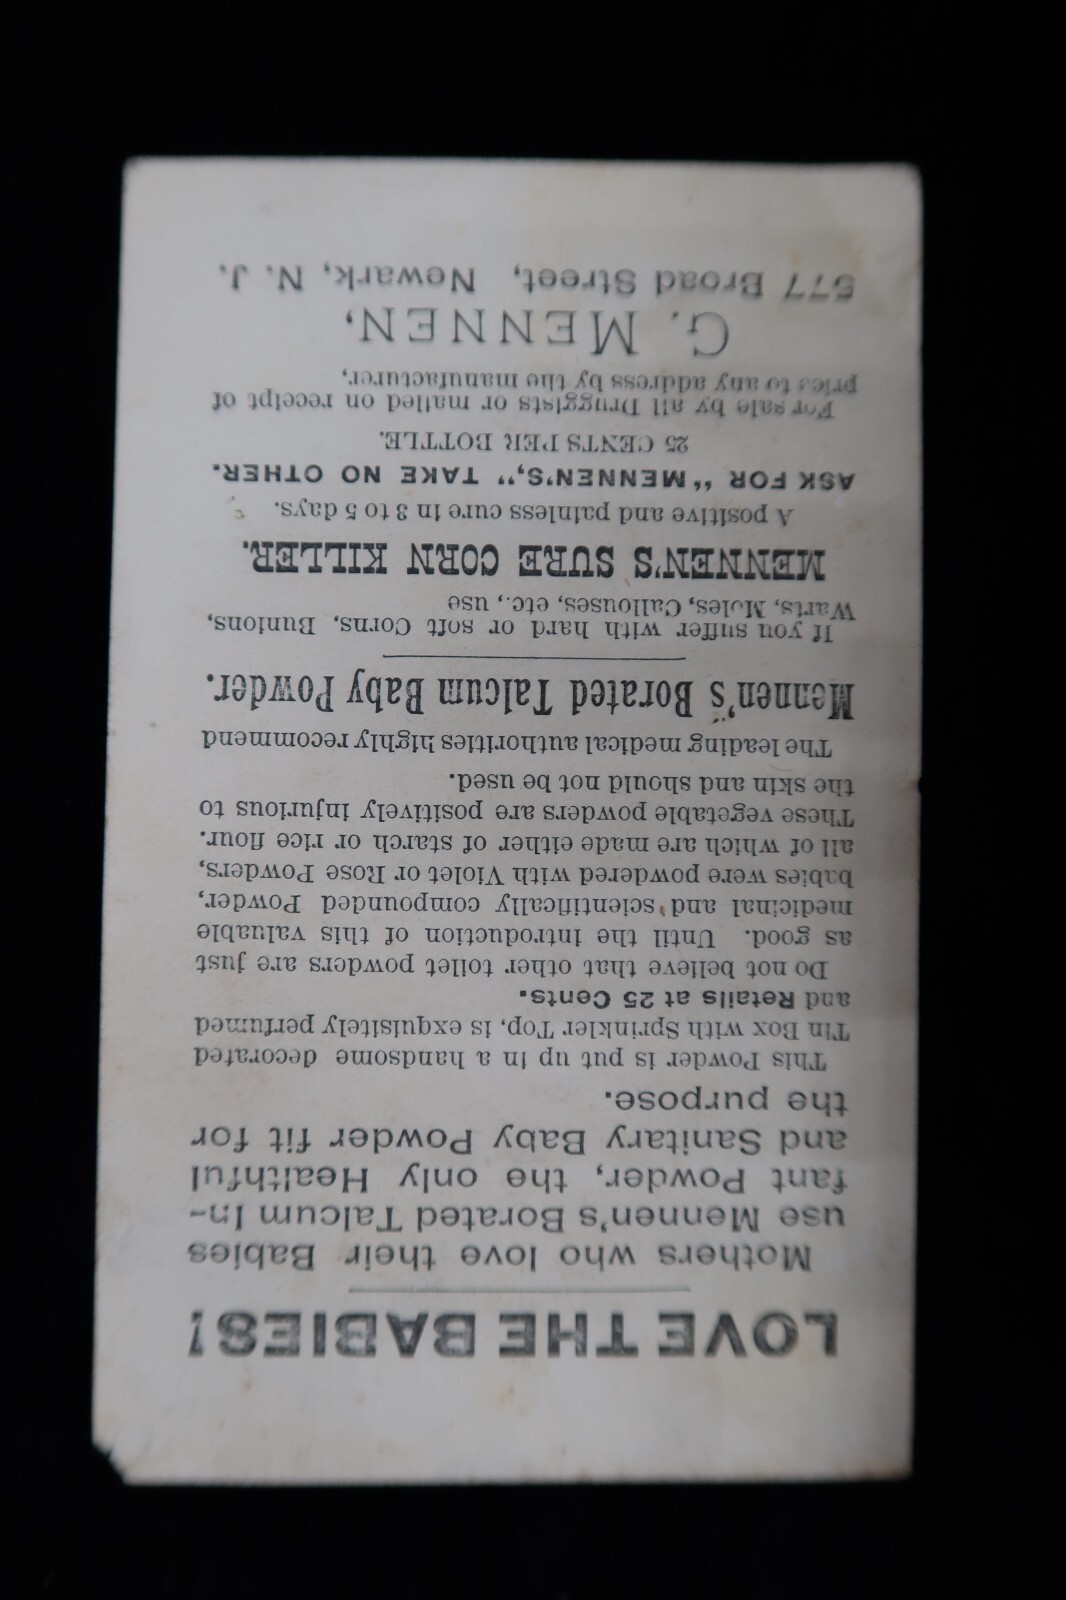 LOVE THE BABIES!
Mothers who love their Babies
use Mennen's Borated Talcum In-
fant Powder, the only Healthful
and Sanitary Baby Powder fit for
the purpose.
This Powder is put up in a handsome decorated
Tin Box with Sprinkler Top, is exquisitely perfumed
and Retails at 25 Cents.
Do not believe that other toilet powders are just
as good. Until the introduction of this valuable
medicinal and scientifically compounded Powder,
babies were powdered with Violet or Rose Powders,
all of which are made either of starch or rice flour.
These vegetable powders are positively injurious to
the skin and should not be used.
The leading medical authorities highly recommend
Mennen's Borated Talcum Baby Powder.
If you suffer with hard or soft Corns, Bunions,
Warts, Moles, Callouses, etc., use
MENNEN'S SURE CORN KILLER.
A positive and painless cure in 3 to 5 days.
ASK FOR "MENNEN'S," TAKE NO OTHER.
25 CENTS PER BOTTLE.
For sale by all Druggists or mailed on receipt of
price to any address by the manufacturer,
G. MENNEN,
577 Broad Street, Newark, N. J.